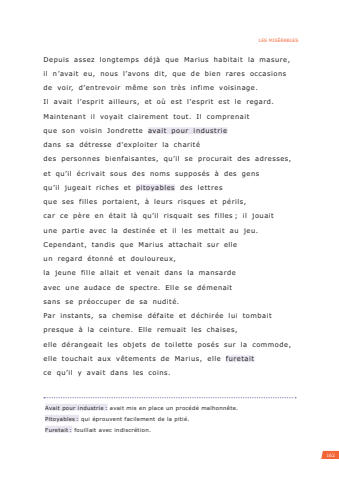 LES MISÉRABLES
Depuis assez longtemps déjà que Marius habitait la masure,
il n'avait eu, nous l'avons dit, que de bien rares occasions
de voir, d'entrevoir même son très infime voisinage.
Il avait l'esprit ailleurs, et où est l'esprit est le regard.
Maintenant il voyait clairement tout. Il comprenait
que son voisin Jondrette avait pour industrie
dans sa détresse d'exploiter la charité
des personnes bienfaisantes, qu'il se procurait des adresses,
et qu'il écrivait sous des noms supposés à des gens
qu'il jugeait riches et pitoyables des lettres
que ses filles portaient, à leurs risques et périls,
car ce père en était là qu'il risquait ses filles ; il jouait
une partie avec la destinée et il les mettait au jeu.
Cependant, tandis que Marius attachait sur elle
un regard étonné et douloureux,
la jeune fille allait et venait dans la mansarde
avec une audace de spectre. Elle se démenait
sans se préoccuper de sa nudité.
Par instants, sa chemise défaite et déchirée lui tombait
presque à la ceinture. Elle remuait les chaises,
elle dérangeait les objets de toilette posés sur la commode,
elle touchait aux vêtements de Marius, elle furetait
ce qu'il y avait dans les coins.
Avait pour industrie : avait mis en place un procédé malhonnête.
Pitoyables : qui éprouvent facilement de la pitié.
Furetait : fouillait avec indiscrétion.
163